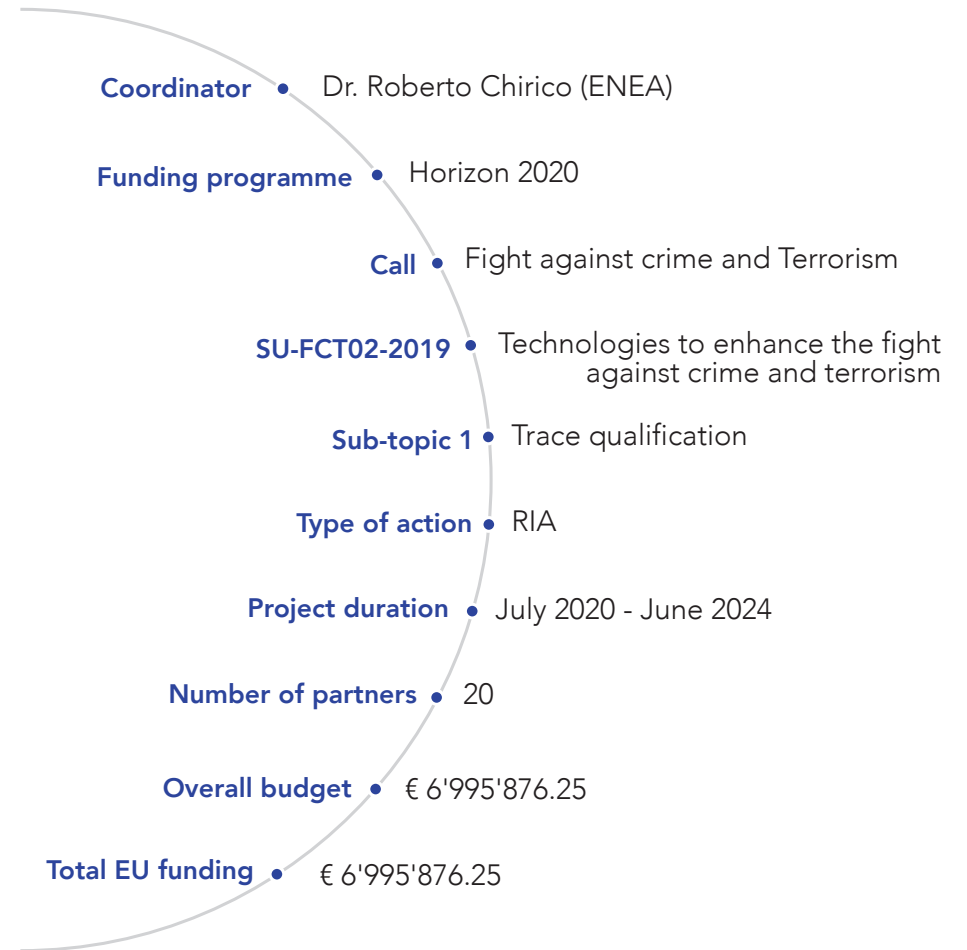 Coordinator Dr. Roberto Chirico (ENEA)
Funding programme Horizon 2020
Call Fight against crime and Terrorism
SU-FCT02-2019 Technologies to enhance the fight
against crime and terrorism
Sub-topic 1 Trace qualification
Type of action RIA
Project duration July 2020 - June 2024
Number of partners 20
Overall budget € 6'995'876.25
Total EU funding € 6'995'876.25